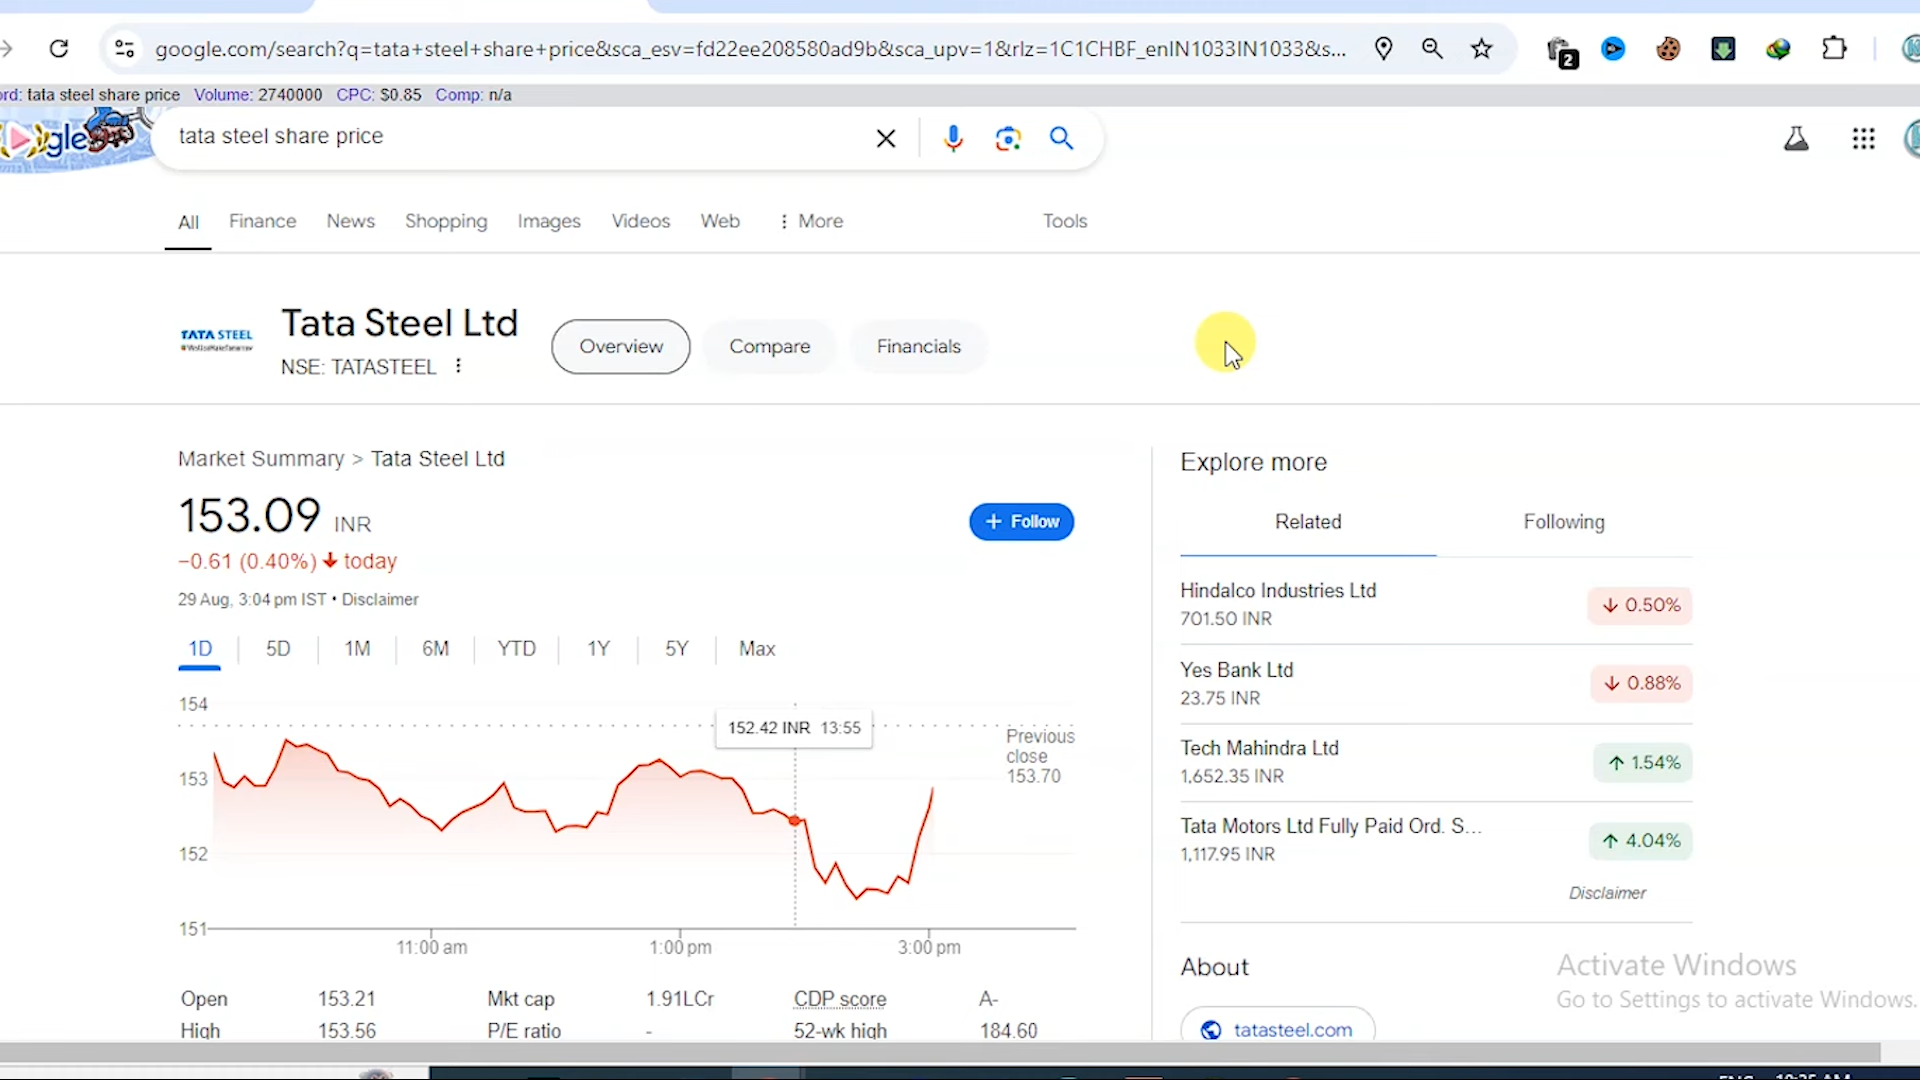 google.com/search?q=tata+steel+share+price&sca_esv=fd22ee208580ad9b&sca_upv=1&rlz=1C1CHBF_enIN1033IN1033&s...
2
ord: tata steel share price Volume: 2740000 CPC: $0.85 Comp: n/a
gle
tata steel share price
All Finance News Shopping Images Videos Web More Tools
TATA STEEL
#WeAlsoMakeTomorrow
Tata Steel Ltd
NSE: TATASTEEL
Overview Compare Financials
Market Summary > Tata Steel Ltd
153.09 INR
+ Follow
−0.61 (0.40%) today
29 Aug, 3:04 pm IST • Disclaimer
1D 5D 1M 6M YTD 1Y 5Y Max
154
153
152
151
152.42 INR 13:55
Previous
close
153.70
11:00 am 1:00 pm 3:00 pm
Open 153.21 Mkt cap 1.91LCr CDP score A-
High 153.56 P/E ratio - 52-wk high 184.60
Explore more
Related Following
Hindalco Industries Ltd
701.50 INR
0.50%
Yes Bank Ltd
23.75 INR
0.88%
Tech Mahindra Ltd
1,652.35 INR
1.54%
Tata Motors Ltd Fully Paid Ord. S...
1,117.95 INR
4.04%
Disclaimer
About
tatasteel.com
Activate Windows
Go to Settings to activate Windows.